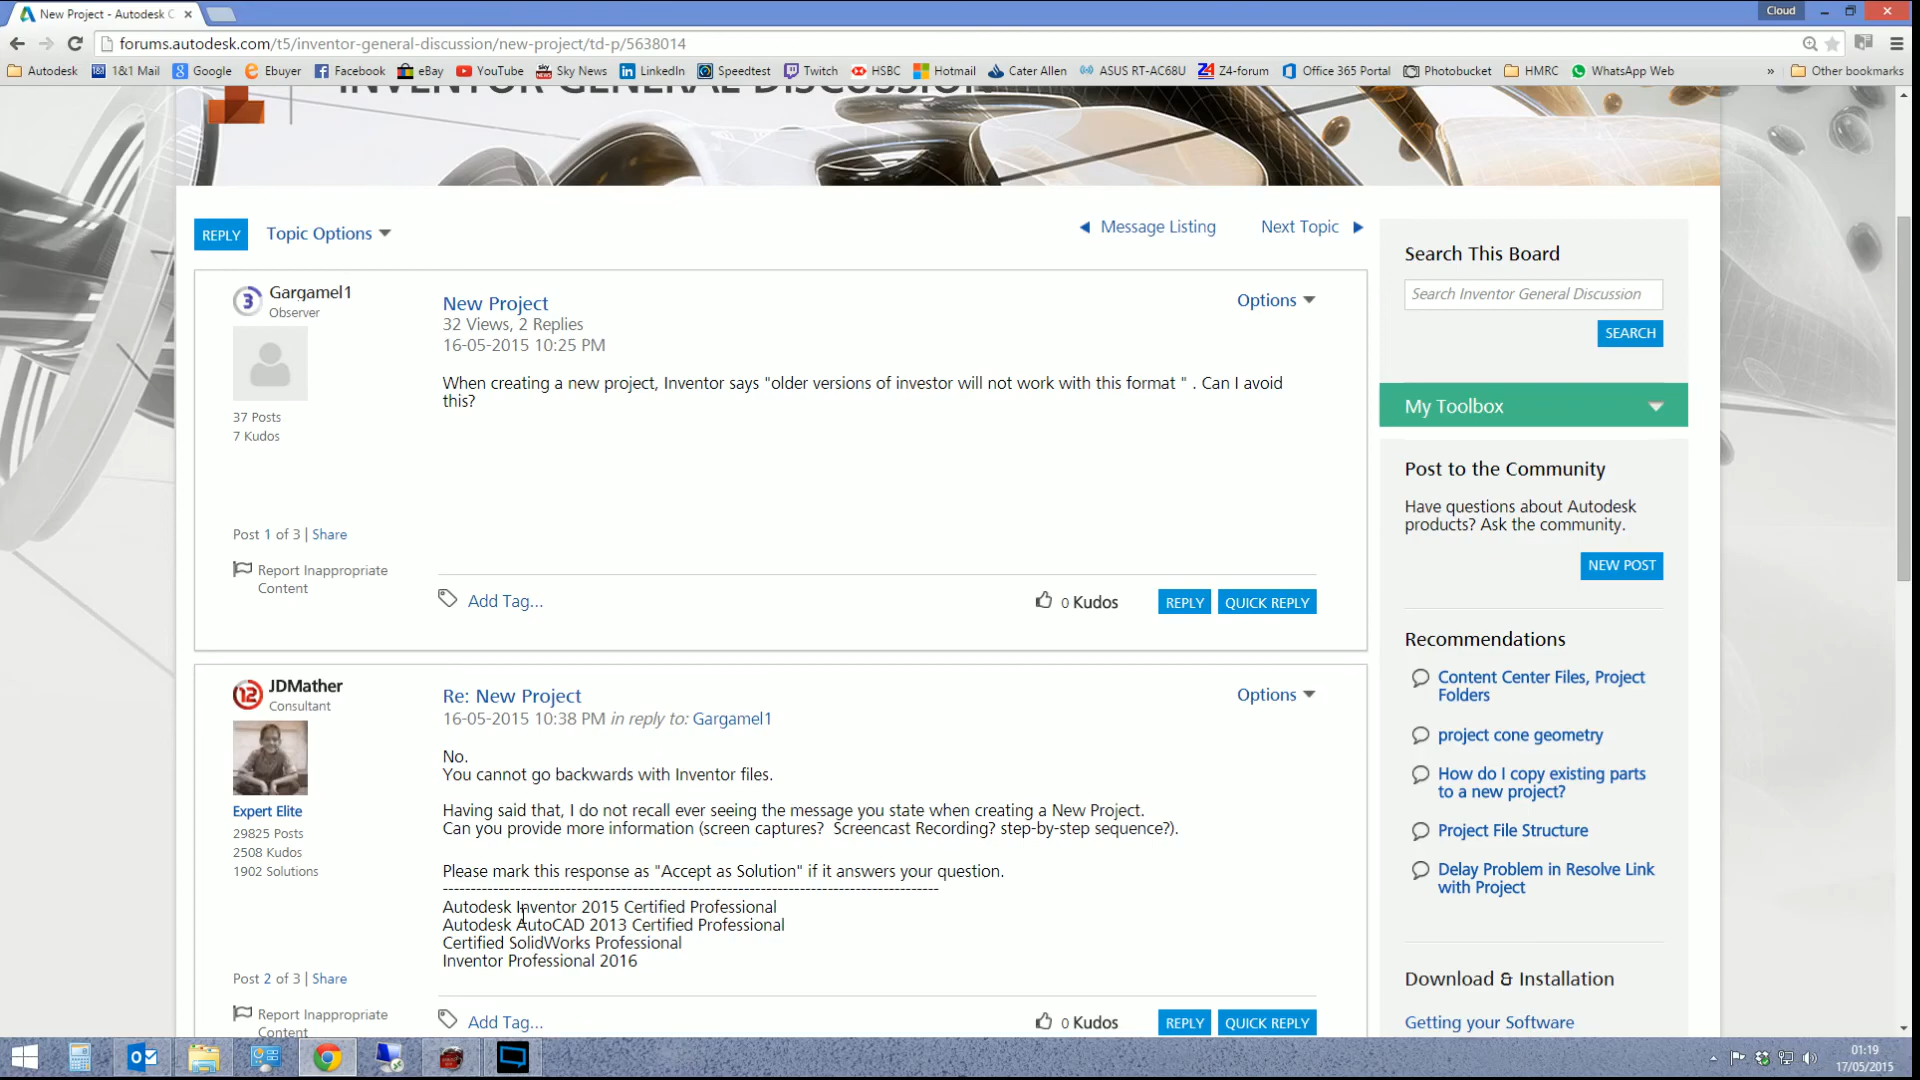 New Project - Autodesk C
Cloud
forums.autodesk.com/t5/inventor-general-discussion/new-project/td-p/5638014
Autodesk 1&1 Mail Google Ebuyer Facebook eBay YouTube Sky News LinkedIn Speedtest Twitch HSBC Hotmail Cater Allen ASUS RT-AC68U Z4-forum Office 365 Portal Photobucket HMRC WhatsApp Web » Other bookmarks
INVENTOR GENERAL DISCUSSION
REPLY Topic Options Message Listing Next Topic
Search This Board
Search Inventor General Discussion
SEARCH
My Toolbox
Post to the Community
Have questions about Autodesk
products? Ask the community.
NEW POST
Recommendations
Content Center Files, Project
Folders
project cone geometry
How do I copy existing parts
to a new project?
Project File Structure
Delay Problem in Resolve Link
with Project
Download & Installation
Getting your Software
3 Gargamel1
Observer
37 Posts
7 Kudos
Post 1 of 3 | Share
Report Inappropriate
Content
New Project
Options
32 Views, 2 Replies
16-05-2015 10:25 PM
When creating a new project, Inventor says "older versions of investor will not work with this format " . Can I avoid
this?
Add Tag...
0 Kudos REPLY QUICK REPLY
12 JDMather
Consultant
Expert Elite
29825 Posts
2508 Kudos
1902 Solutions
Post 2 of 3 | Share
Report Inappropriate
Content
Re: New Project
Options
16-05-2015 10:38 PM in reply to: Gargamel1
No.
You cannot go backwards with Inventor files.
Having said that, I do not recall ever seeing the message you state when creating a New Project.
Can you provide more information (screen captures? Screencast Recording? step-by-step sequence?).
Please mark this response as "Accept as Solution" if it answers your question.
-----------------------------------------------------------------------------------------
Autodesk Inventor 2015 Certified Professional
Autodesk AutoCAD 2013 Certified Professional
Certified SolidWorks Professional
Inventor Professional 2016
Add Tag...
0 Kudos REPLY QUICK REPLY
01:19
17/05/2015